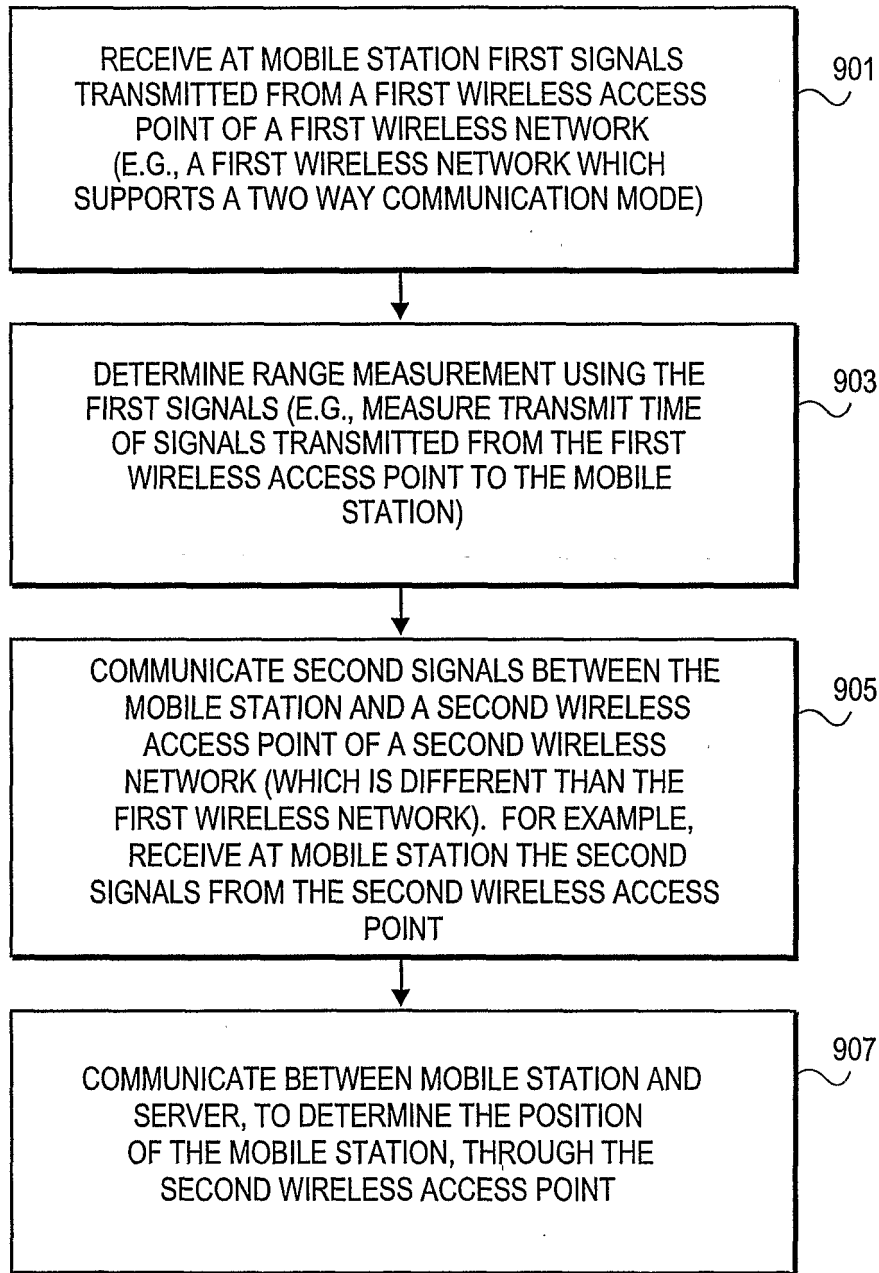 RECEIVE AT MOBILE STATION FIRST SIGNALS
TRANSMITTED FROM A FIRST WIRELESS ACCESS
POINT OF A FIRST WIRELESS NETWORK
(E.G., A FIRST WIRELESS NETWORK WHICH
SUPPORTS A TWO WAY COMMUNICATION MODE)
901
DETERMINE RANGE MEASUREMENT USING THE
FIRST SIGNALS (E.G., MEASURE TRANSMIT TIME
OF SIGNALS TRANSMITTED FROM THE FIRST
WIRELESS ACCESS POINT TO THE MOBILE
STATION)
903
COMMUNICATE SECOND SIGNALS BETWEEN THE
MOBILE STATION AND A SECOND WIRELESS
ACCESS POINT OF A SECOND WIRELESS
NETWORK (WHICH IS DIFFERENT THAN THE
FIRST WIRELESS NETWORK). FOR EXAMPLE,
RECEIVE AT MOBILE STATION THE SECOND
SIGNALS FROM THE SECOND WIRELESS ACCESS
POINT
905
COMMUNICATE BETWEEN MOBILE STATION AND
SERVER, TO DETERMINE THE POSITION
OF THE MOBILE STATION, THROUGH THE
SECOND WIRELESS ACCESS POINT
907